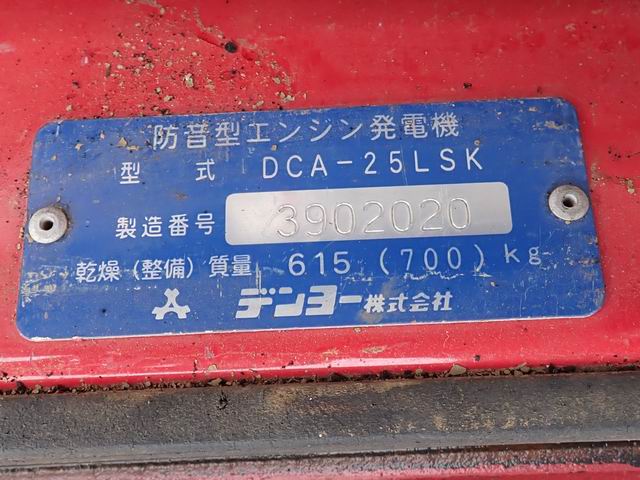 防音型エンジン発電機
型式 DCA-25LSK
製造番号 3902020
乾燥(整備)質量 615(700)kg
デンヨー株式会社